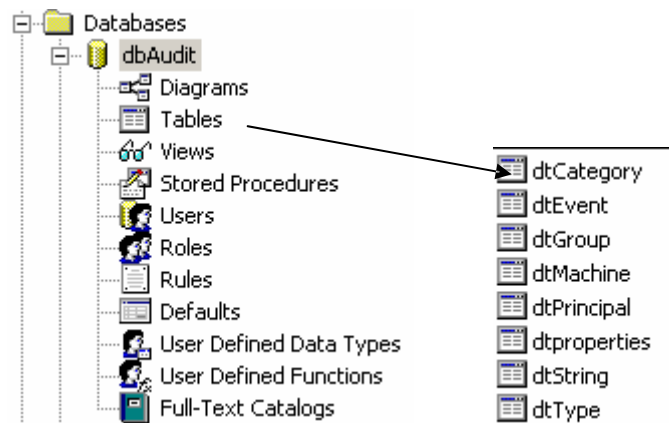 Databases
dbAudit
Diagrams
Tables
Views
Stored Procedures
Users
Roles
Rules
Defaults
User Defined Data Types
User Defined Functions
Full-Text Catalogs
dtCategory
dtEvent
dtGroup
dtMachine
dtPrincipal
dtproperties
dtString
dtType